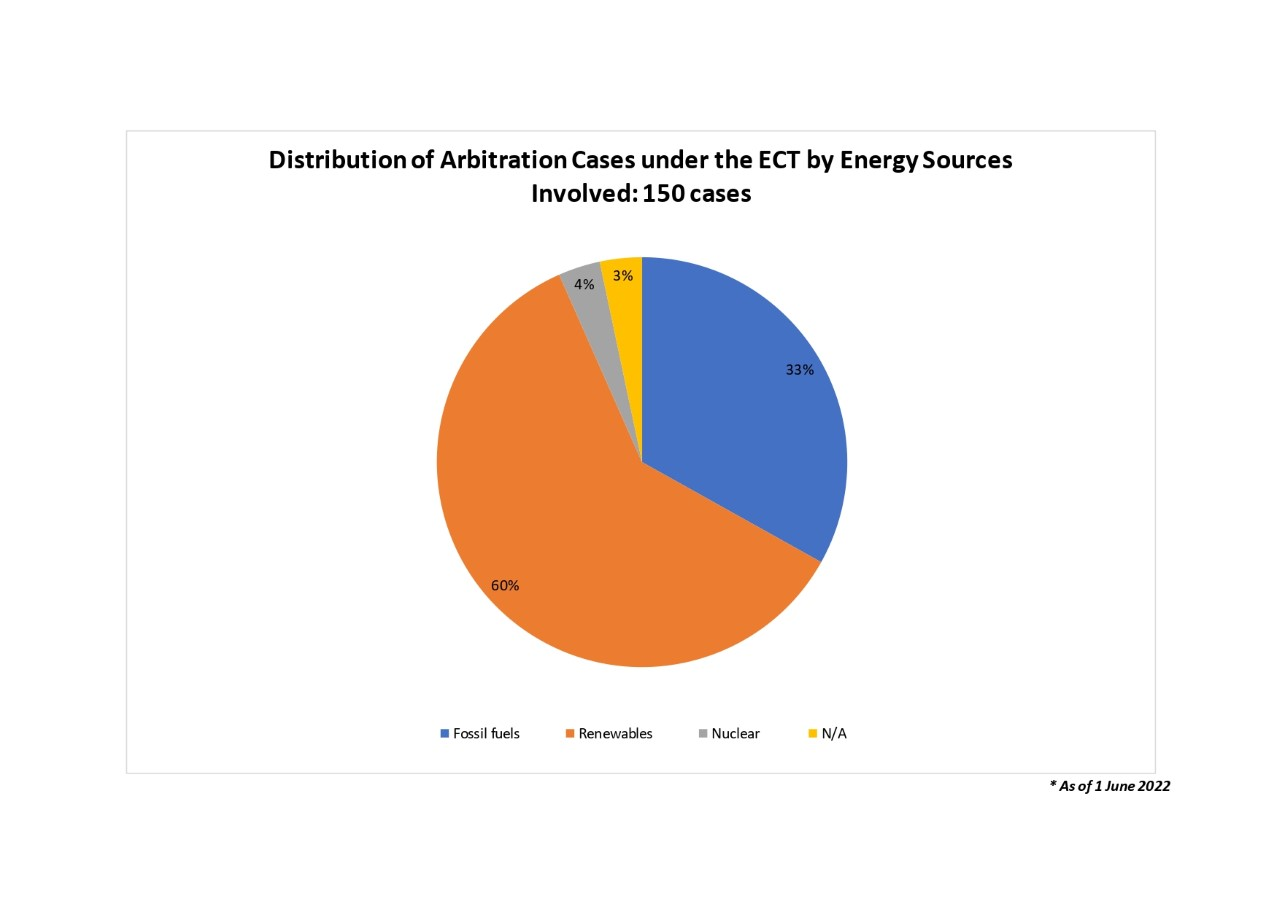 Distribution of Arbitration Cases under the ECT by Energy Sources
Involved: 150 cases
3%
4%
33%
60%
Fossil fuels
Renewables
Nuclear
N/A
* As of 1 June 2022